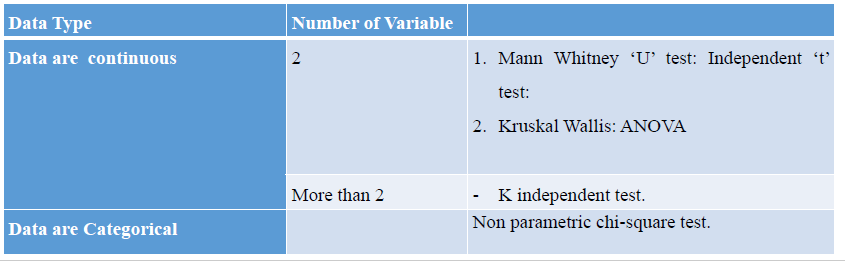 Data Type
Number of Variable
Data are continuous
2
1. Mann Whitney ‘U’ test: Independent ‘t’
test:
2. Kruskal Wallis: ANOVA
More than 2
- K independent test.
Data are Categorical
Non parametric chi-square test.